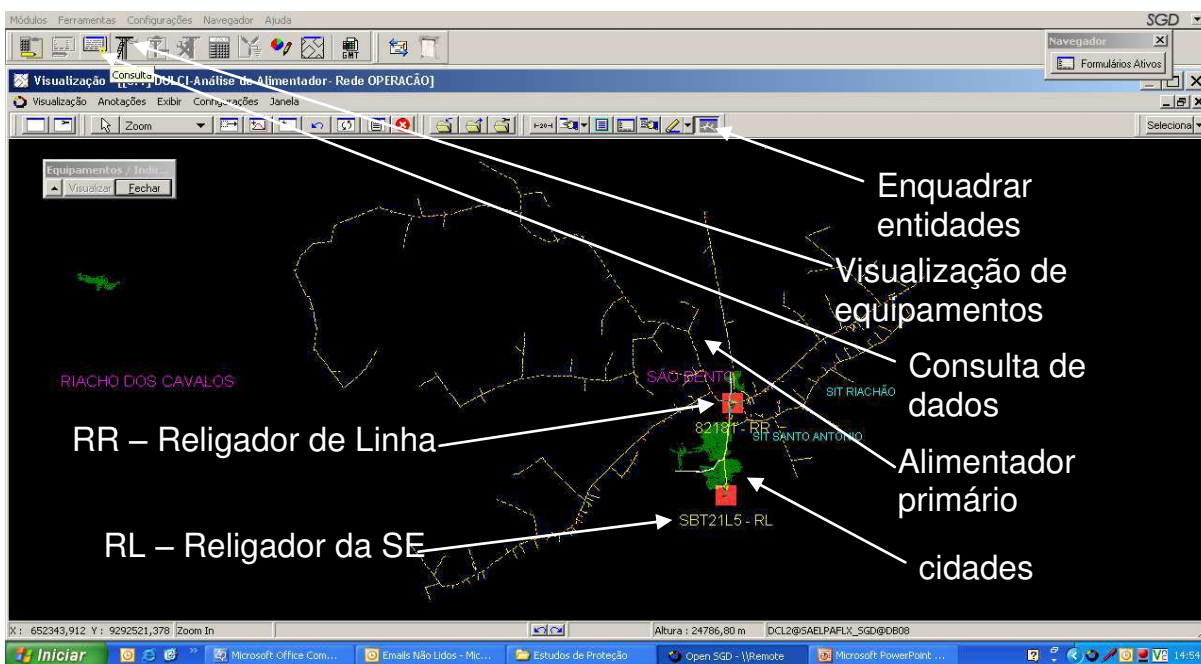 Módulos Ferramentas Configurações Navegador Ajuda
SGD
GMT
Navegador
Formulários Ativos
Consulta
DULCI-Análise de Alimentador- Rede OPERACÃO]
Visualização Anotações Exibir Configurações Janela
Zoom
Seleciona
Equipamentos / Indir...
Visualizar Fechar
Enquadrar
entidades
Visualização de
equipamentos
Consulta de
dados
RIACHO DOS CAVALOS
SÃO BENTO
SIT RIACHÃO
RR – Religador de Linha
8218T - RR
SIT SANTO ANTONIO
Alimentador
primário
SBT21L5 - RL
RL – Religador da SE
cidades
X : 652343,912 Y : 9292521,378 Zoom In
Altura : 24786,80 m
DCL2@SAELPAFLX_SGD@DB08
Iniciar
Microsoft Office Com...
Emails Não Lidos - Mic...
Estudos de Proteção
Open SGD - \\Remote
Microsoft PowerPoint ...
14:54